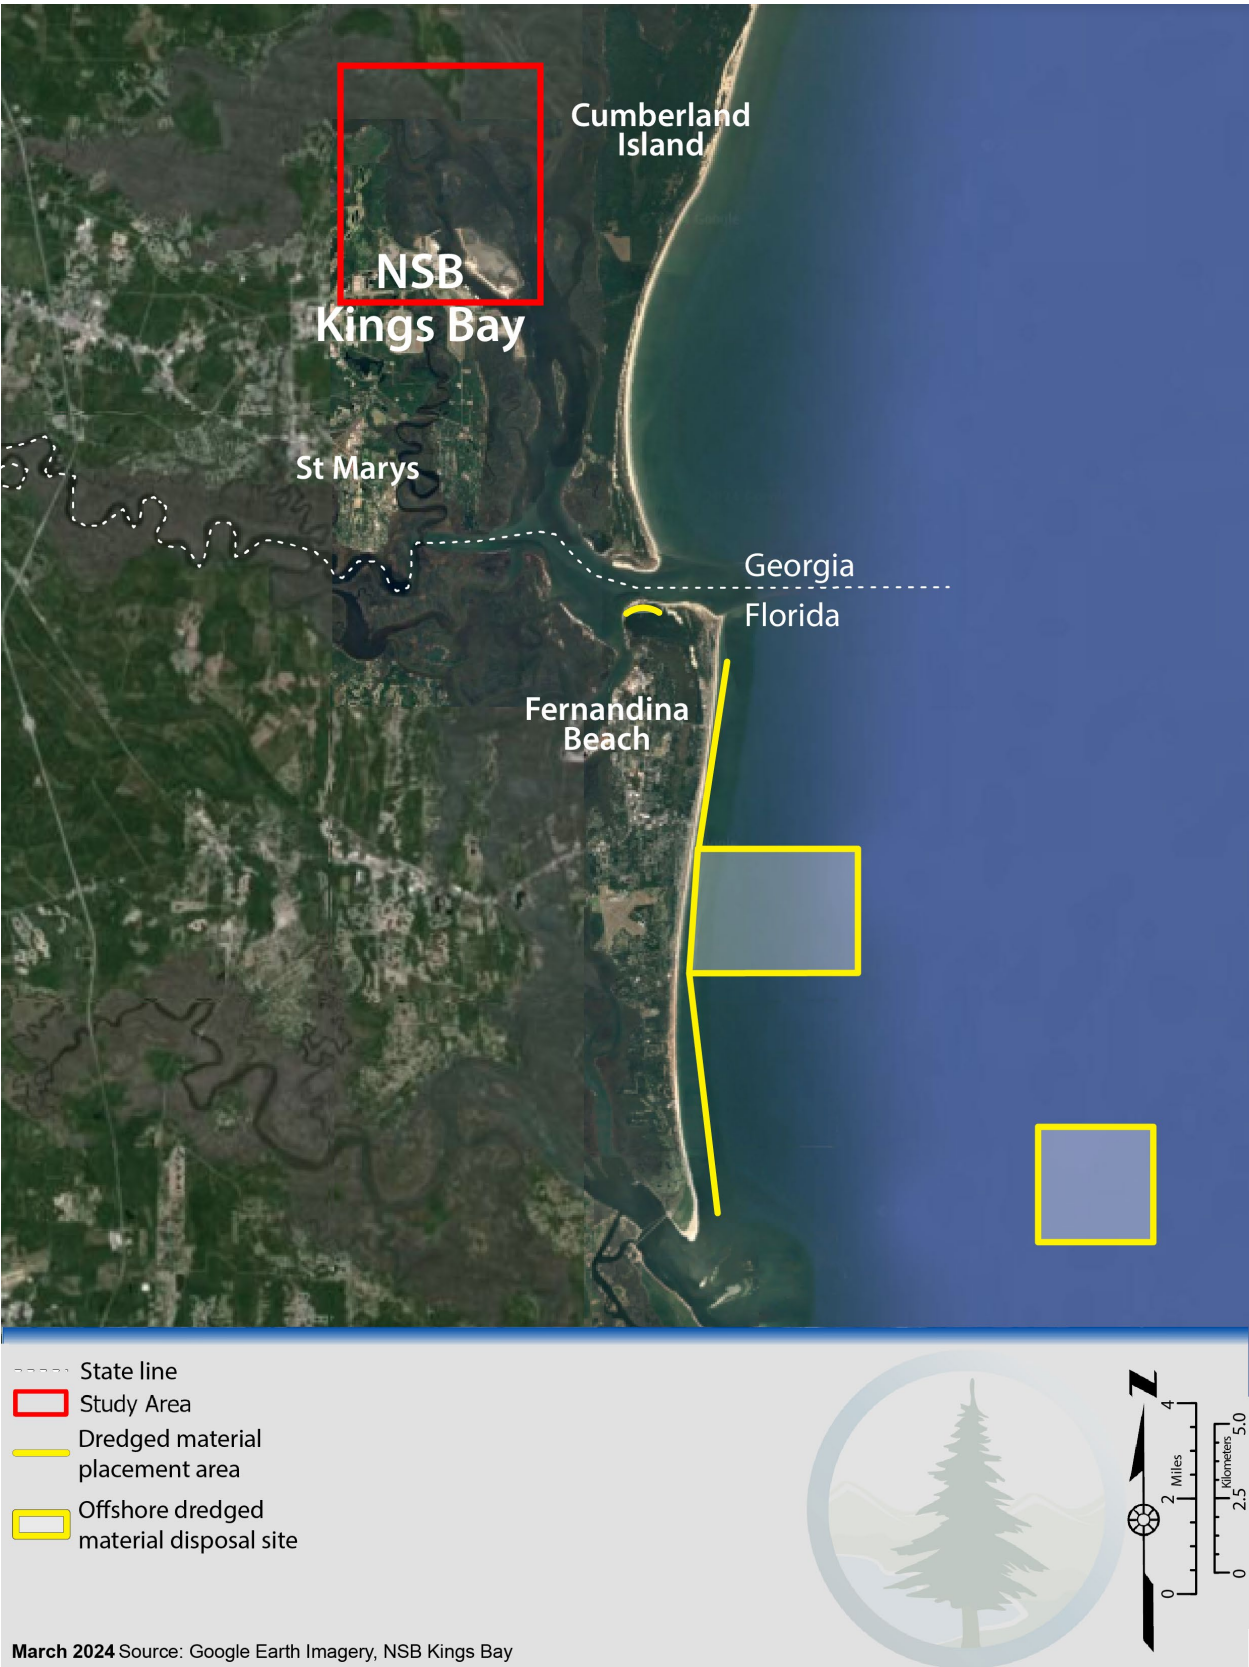 Cumberland
Island
Google
NSB
Kings Bay
St Marys
Georgia
Florida
Fernandina
Beach
State line
Study Area
Dredged material
placement area
Offshore dredged
material disposal site
N
0 2 4
Miles
0 2.5 5.0
Kilometers
March 2024 Source: Google Earth Imagery, NSB Kings Bay